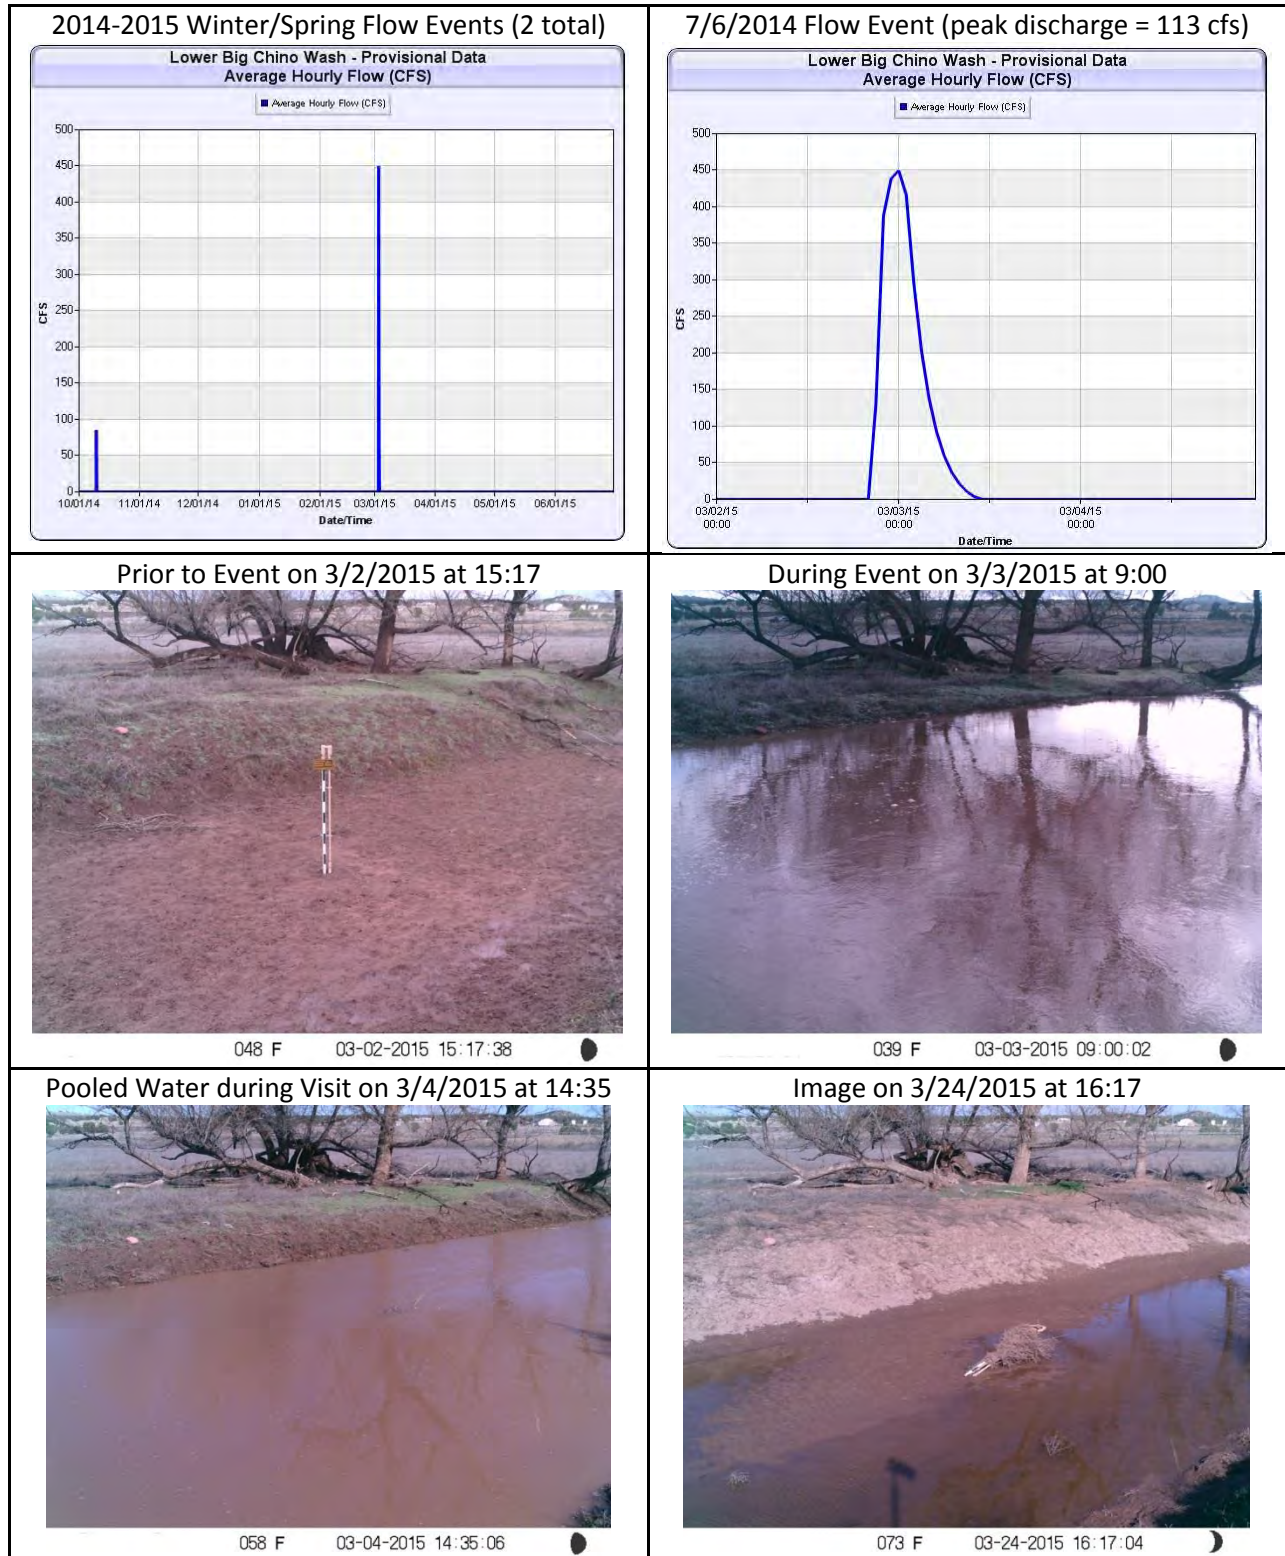 2014-2015 Winter/Spring Flow Events (2 total)
Lower Big Chino Wash - Provisional Data
Average Hourly Flow (CFS)
Average Hourly Flow (CFS)
500
450
400
350
300
250
200
150
100
50
0
CFS
10/01/14 11/01/14 12/01/14 01/01/15 02/01/15 03/01/15 04/01/15 05/01/15 06/01/15
Date/Time
7/6/2014 Flow Event (peak discharge = 113 cfs)
Lower Big Chino Wash - Provisional Data
Average Hourly Flow (CFS)
Average Hourly Flow (CFS)
500
450
400
350
300
250
200
150
100
50
0
CFS
03/02/15 03/03/15 03/04/15
00:00 00:00 00:00
Date/Time
Prior to Event on 3/2/2015 at 15:17
048 F 03-02-2015 15:17:38
During Event on 3/3/2015 at 9:00
039 F 03-03-2015 09:00:02
Pooled Water during Visit on 3/4/2015 at 14:35
058 F 03-04-2015 14:35:06
Image on 3/24/2015 at 16:17
073 F 03-24-2015 16:17:04